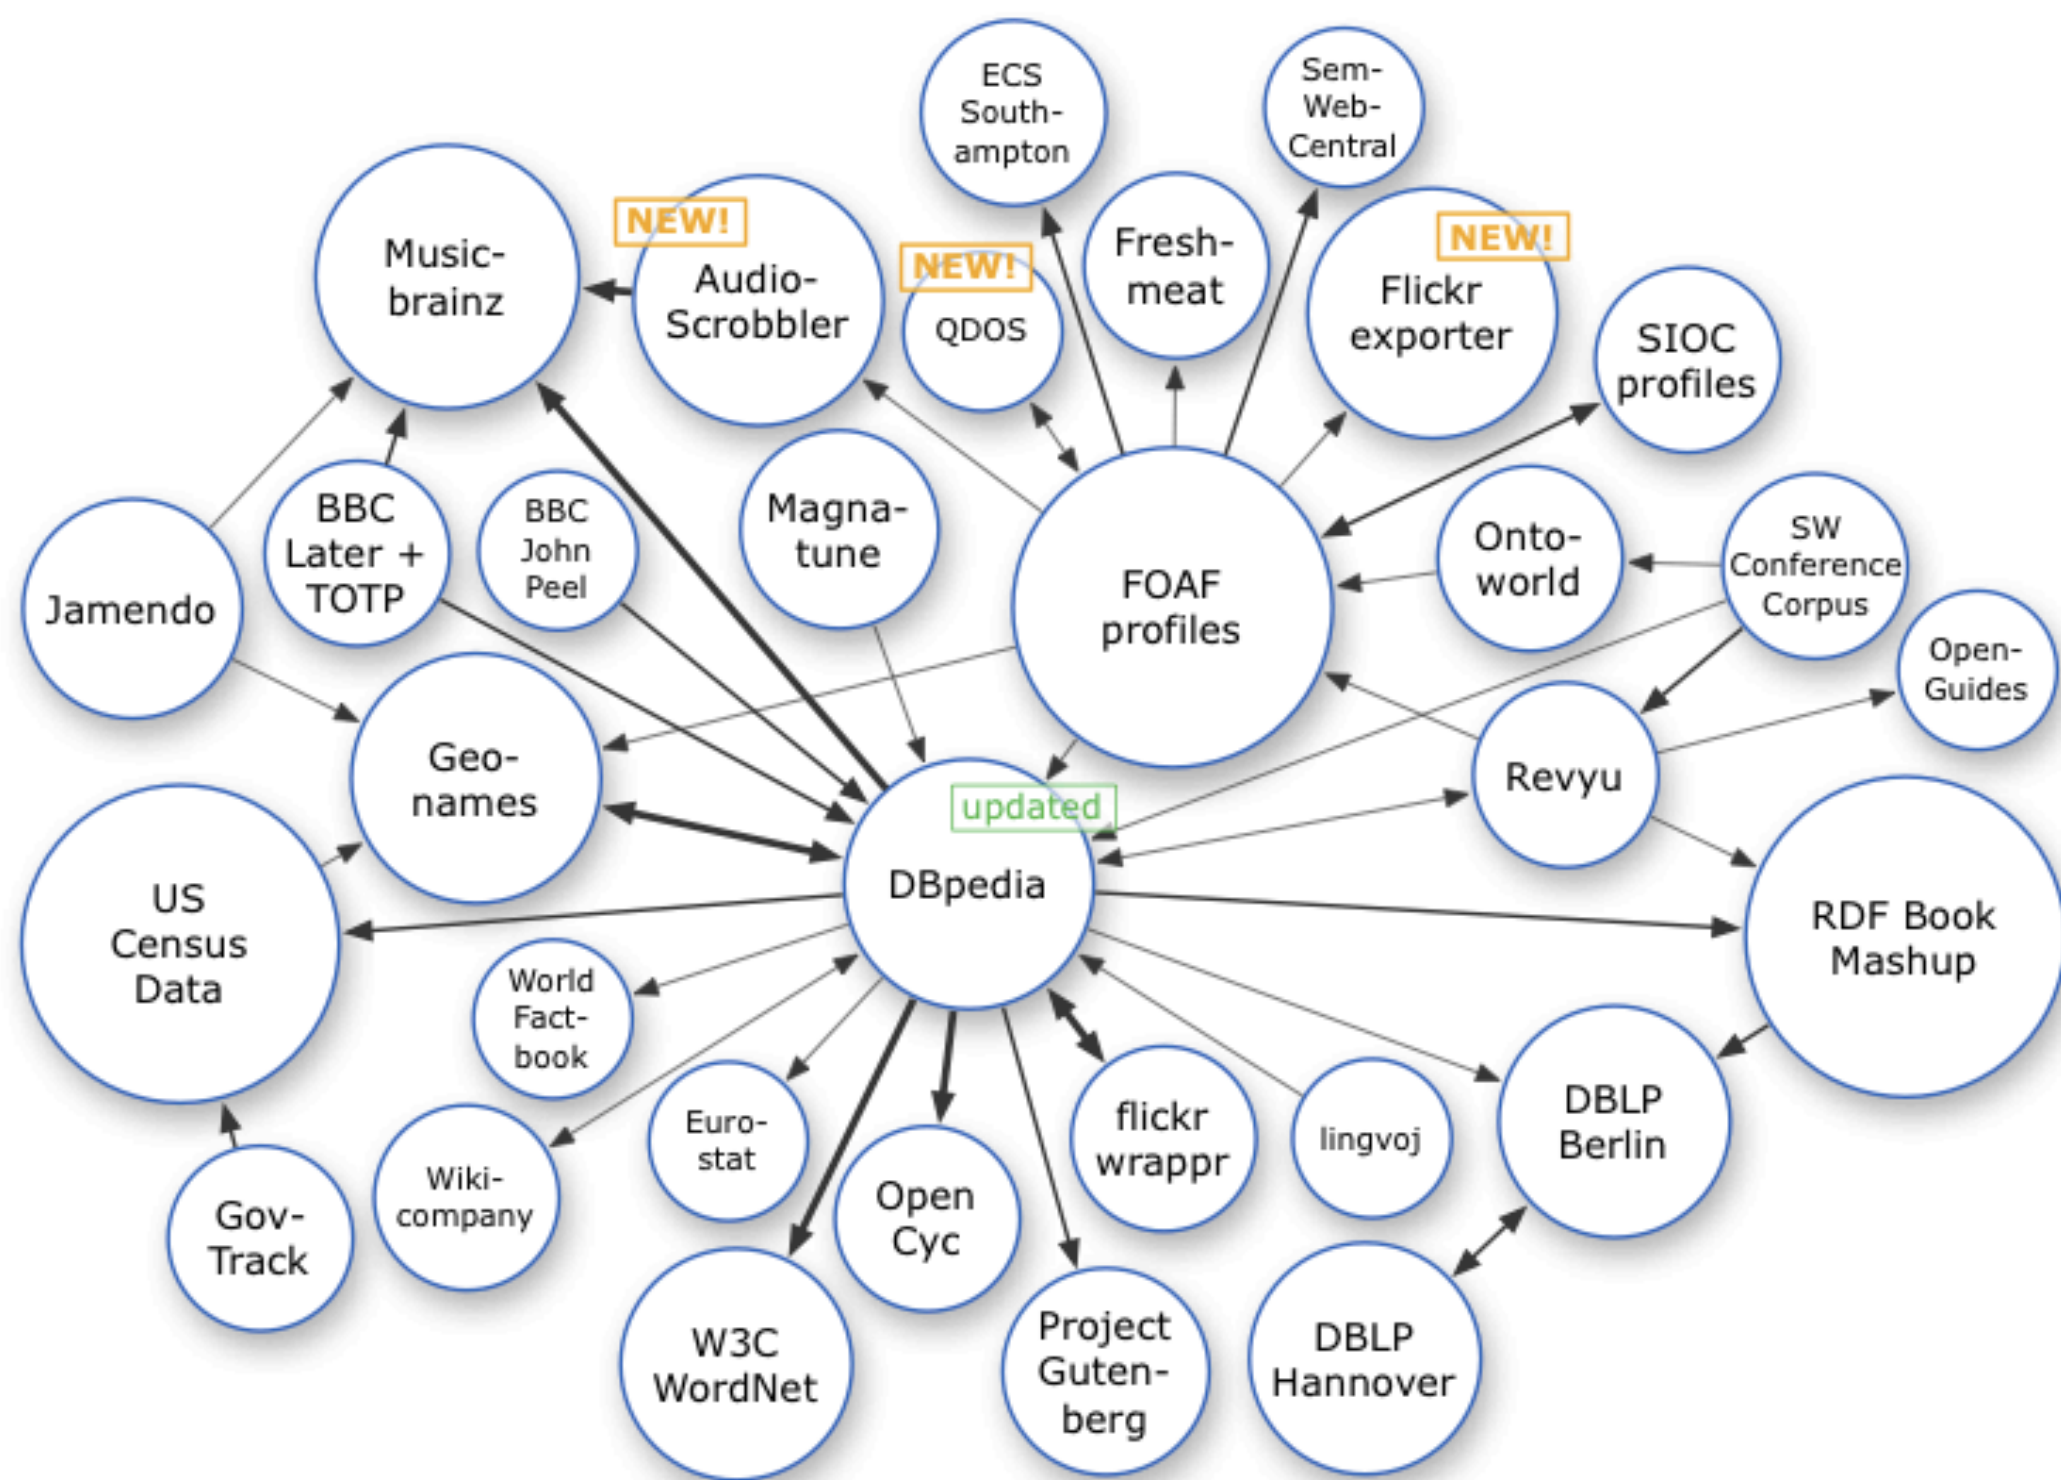 ECS
South-
ampton
Sem-
Web-
Central
NEW!
Music-
brainz
Audio-
Scrobbler
NEW!
QDOS
Fresh-
meat
NEW!
Flickr
exporter
SIOC
profiles
Jamendo
BBC
Later +
TOTP
BBC
John
Peel
Magna-
tune
FOAF
profiles
Onto-
world
SW
Conference
Corpus
Open-
Guides
Geo-
names
updated
DBpedia
Revyu
US
Census
Data
World
Fact-
book
RDF Book
Mashup
Gov-
Track
Wiki-
company
Euro-
stat
Open
Cyc
flickr
wrappr
lingvoj
DBLP
Berlin
W3C
WordNet
Project
Guten-
berg
DBLP
Hannover